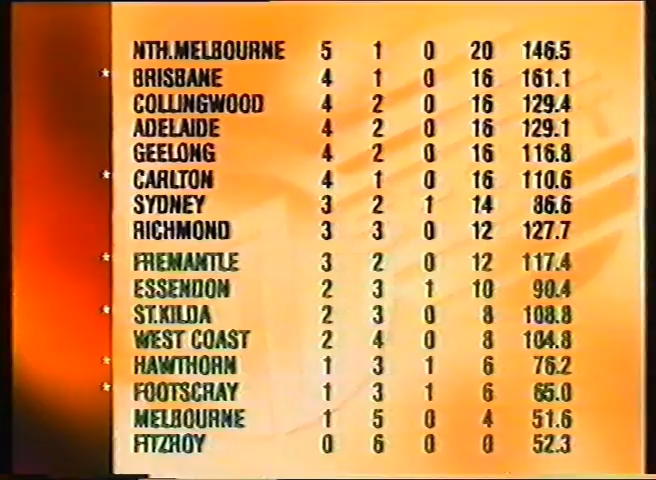 NTH.MELBOURNE 5 1 0 20 146.5
* BRISBANE 4 1 0 16 161.1
COLLINGWOOD 4 2 0 16 129.4
ADELAIDE 4 2 0 16 129.1
GEELONG 4 2 0 16 116.8
* CARLTON 4 1 0 16 110.6
SYDNEY 3 2 1 14 86.6
RICHMOND 3 3 0 12 127.7
* FREMANTLE 3 2 0 12 117.4
ESSENDON 2 3 1 10 90.4
* ST.KILDA 2 3 0 8 108.8
WEST COAST 2 4 0 8 104.8
* HAWTHORN 1 3 1 6 76.2
* FOOTSCRAY 1 3 1 6 65.0
MELBOURNE 1 5 0 4 51.6
FITZROY 0 6 0 0 52.3